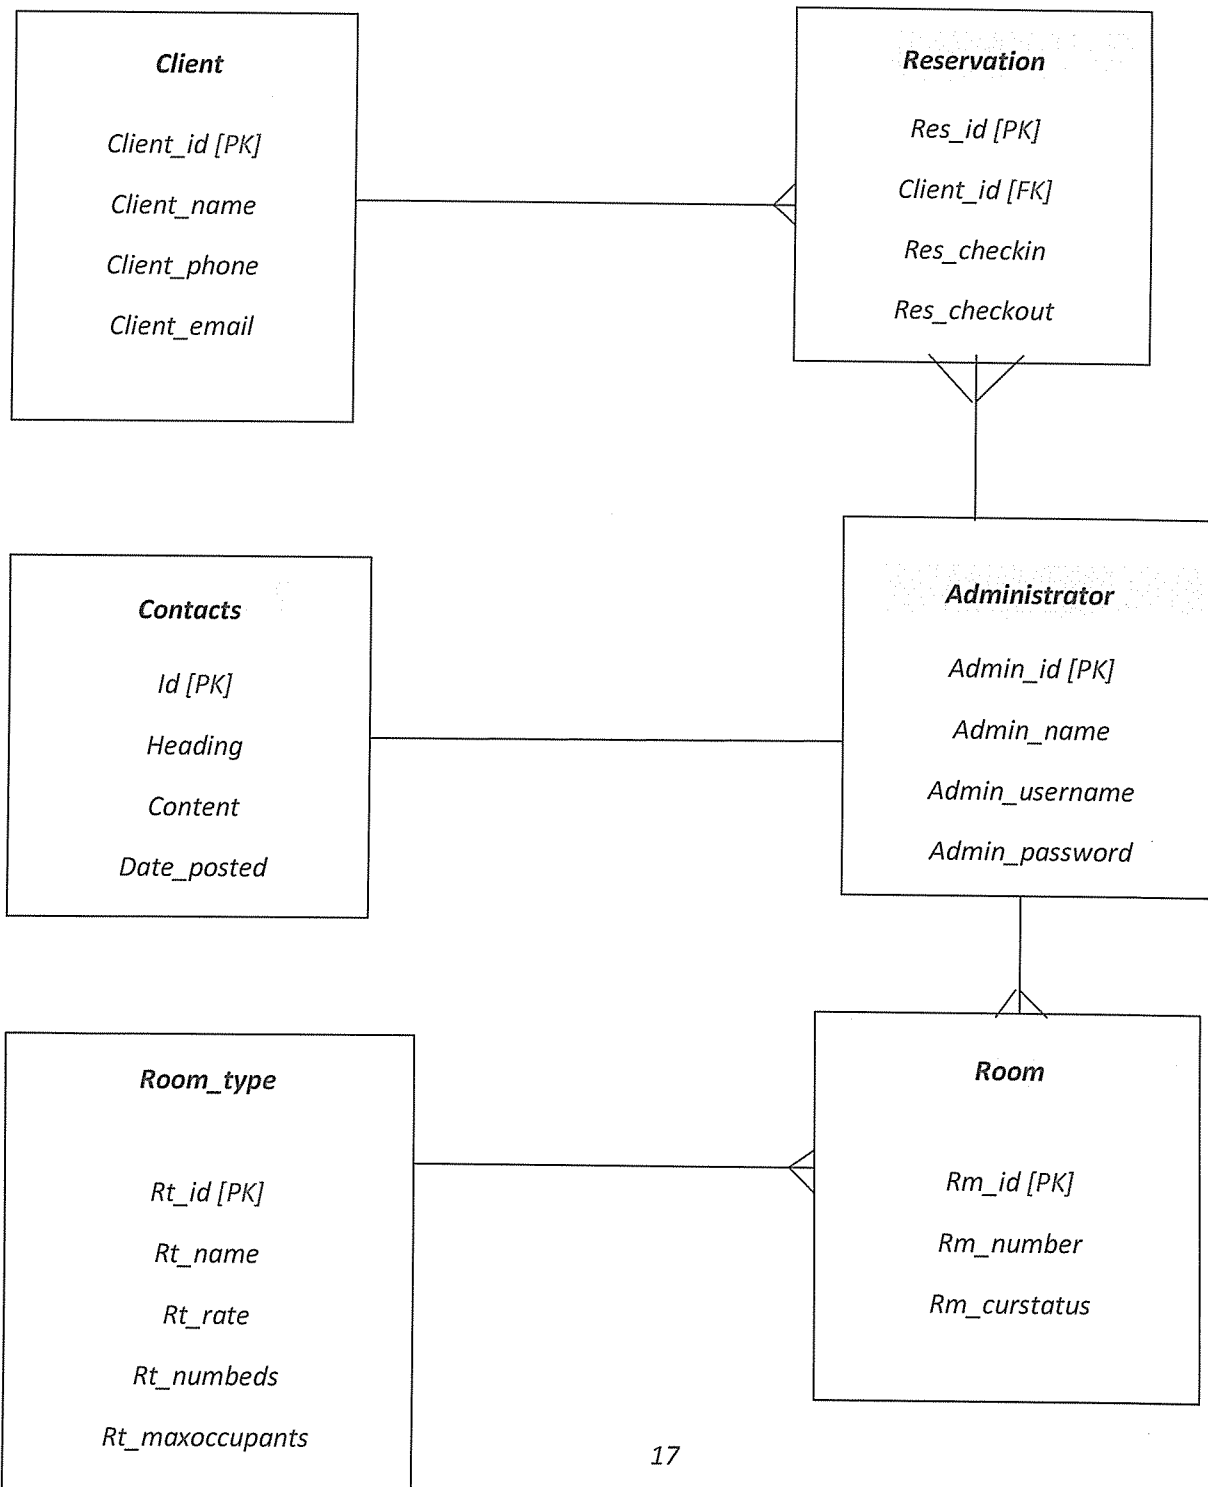 Client
Client_id [PK]
Client_name
Client_phone
Client_email
Reservation
Res_id [PK]
Client_id [FK]
Res_checkin
Res_checkout
Contacts
Id [PK]
Heading
Content
Date_posted
Administrator
Admin_id [PK]
Admin_name
Admin_username
Admin_password
Room_type
Rt_id [PK]
Rt_name
Rt_rate
Rt_numbeds
Rt_maxoccupants
Room
Rm_id [PK]
Rm_number
Rm_curstatus
17